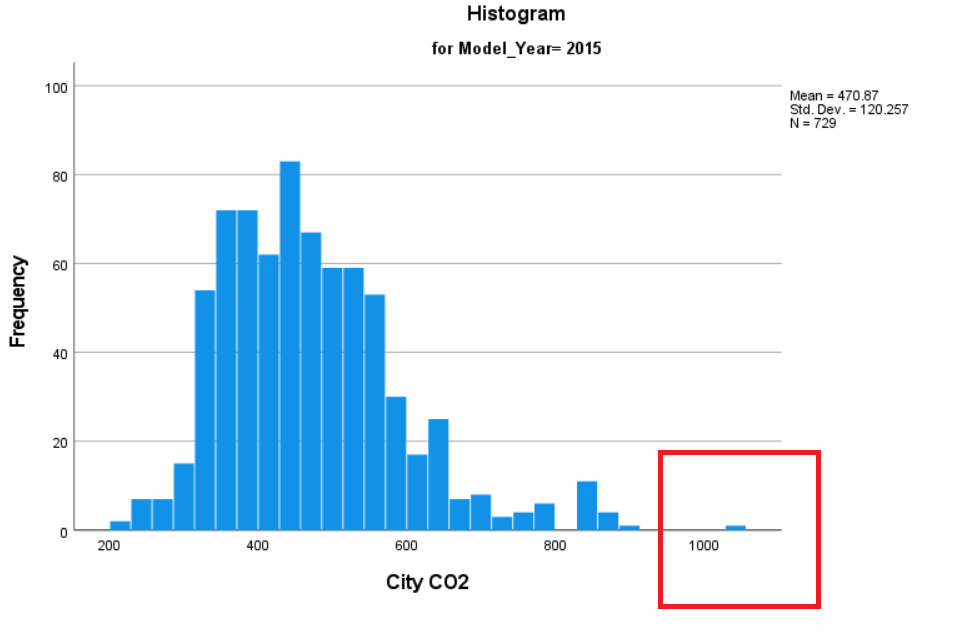 Histogram
for Model_Year= 2015
Mean = 470.87
Std. Dev. = 120.257
N = 729
Frequency
100
80
60
40
20
0
200 400 600 800 1000
City CO2